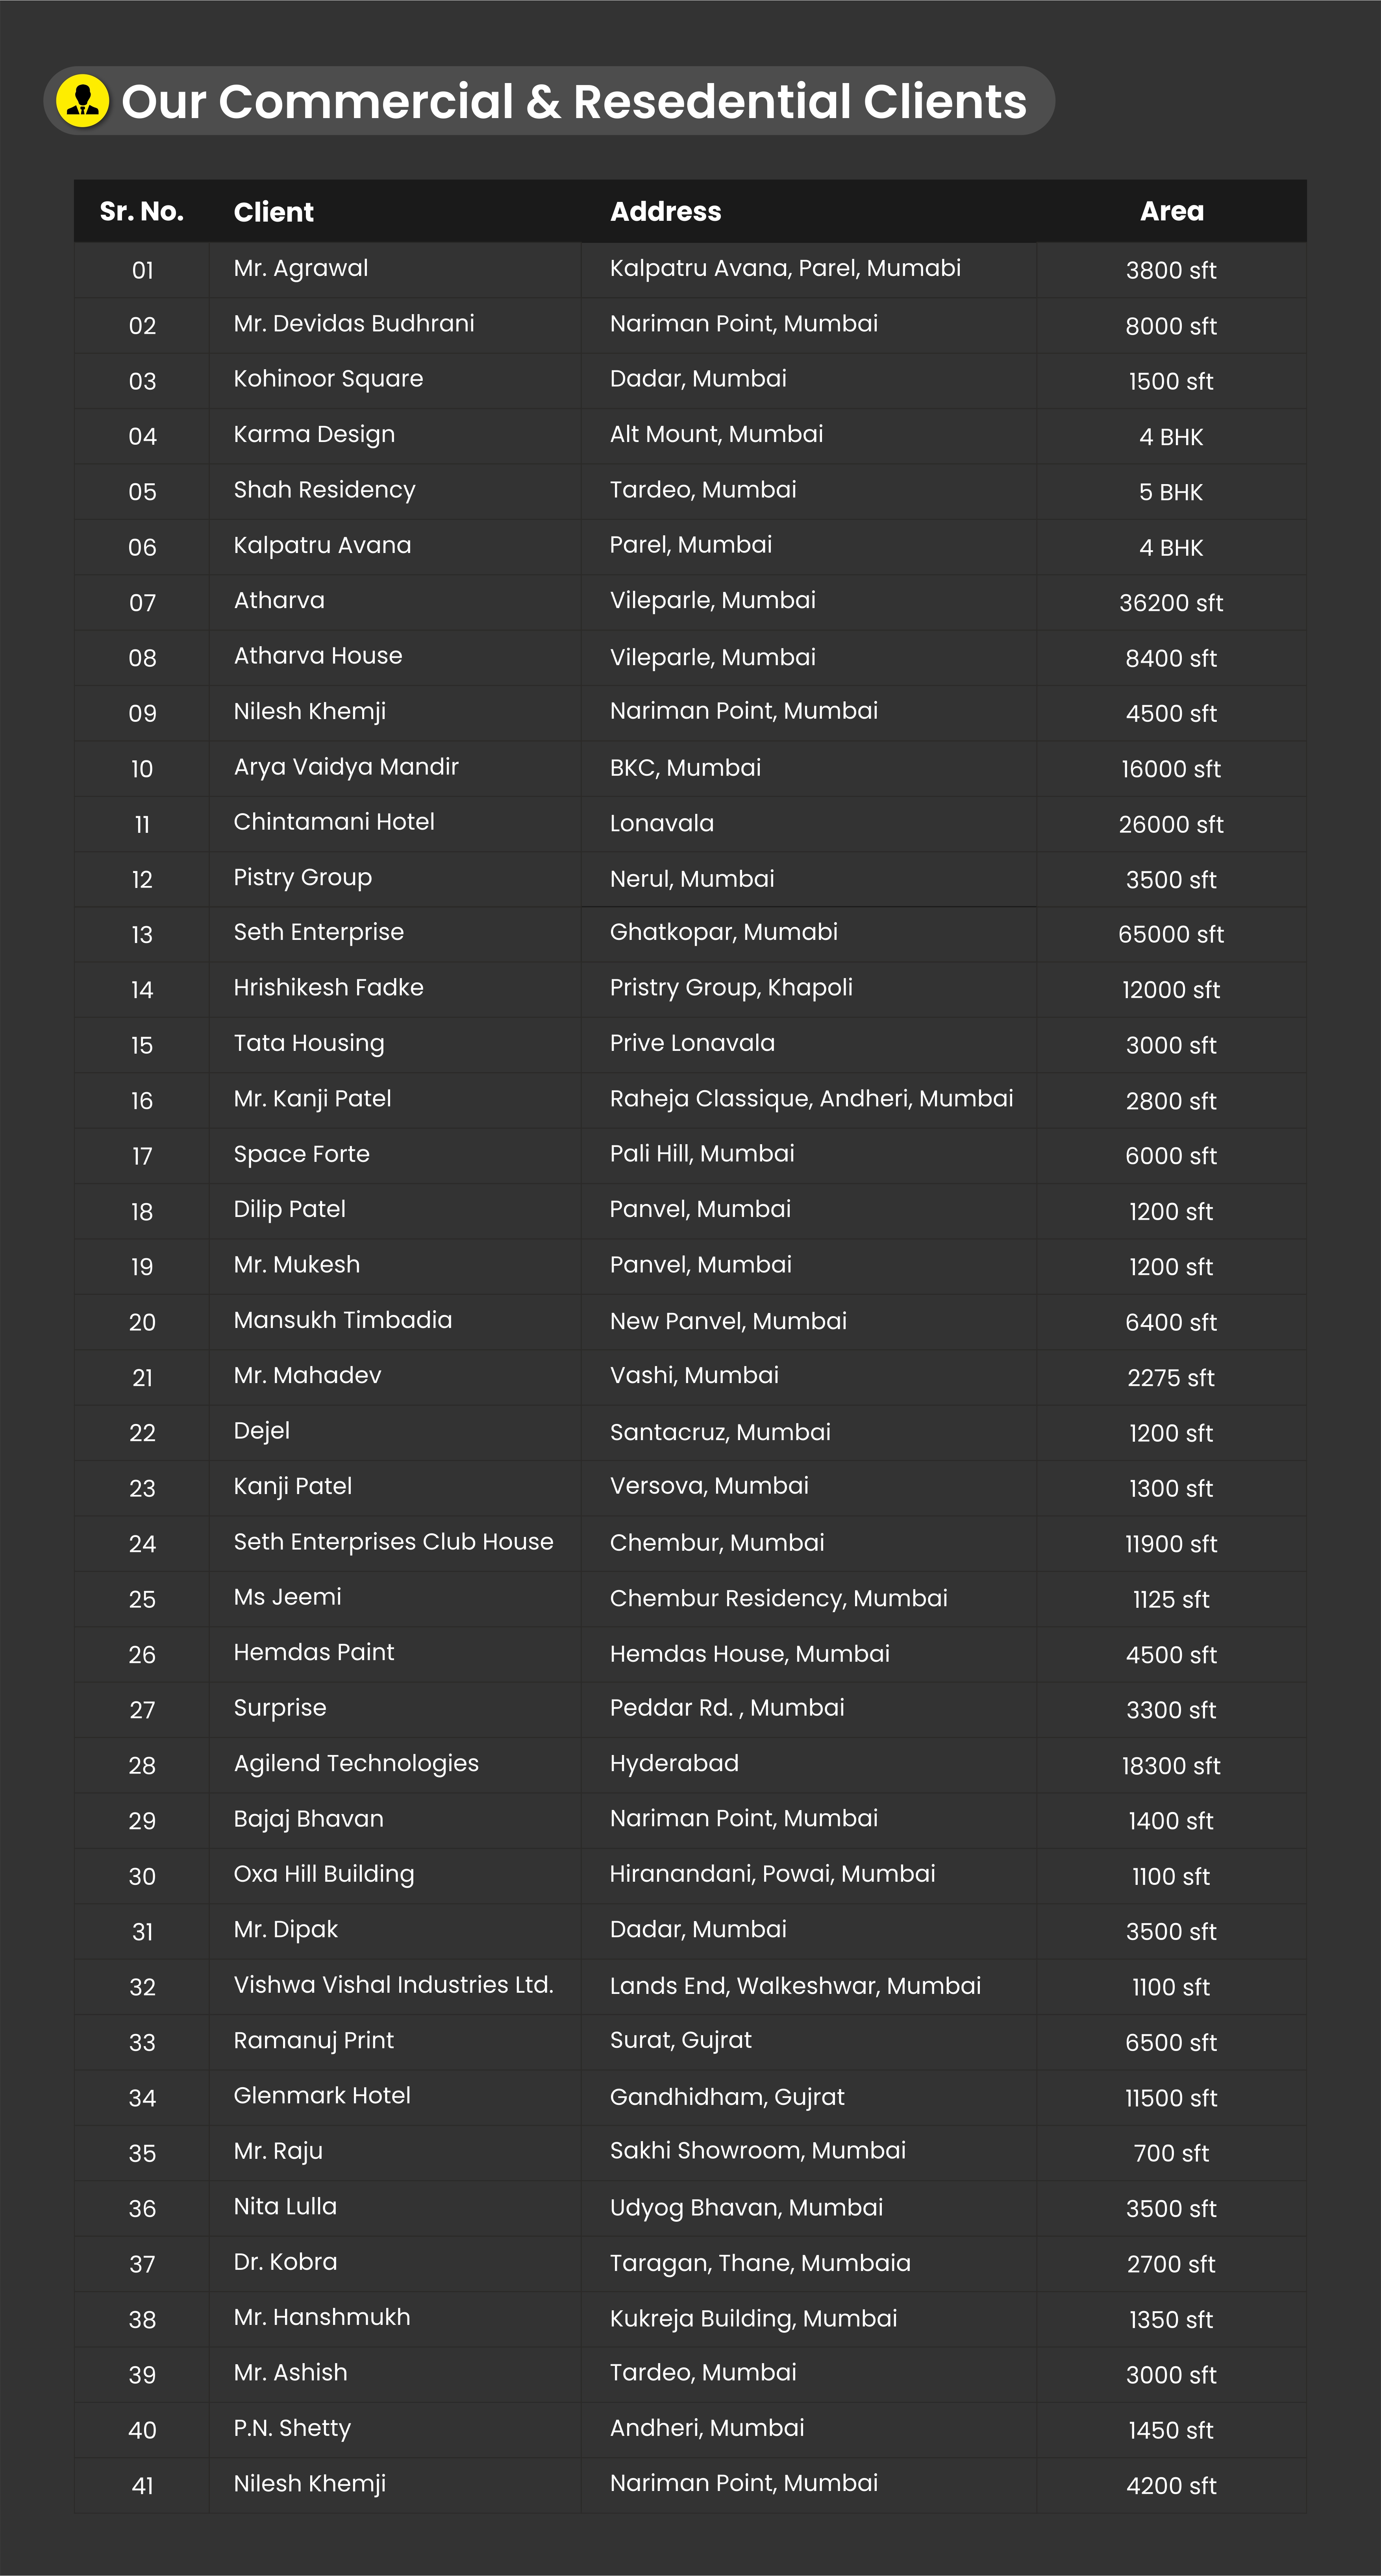 Our Commercial & Resedential Clients
Sr. No. Client Address Area
01 Mr. Agrawal Kalpatru Avana, Parel, Mumabi 3800 sft
02 Mr. Devidas Budhrani Nariman Point, Mumbai 8000 sft
03 Kohinoor Square Dadar, Mumbai 1500 sft
04 Karma Design Alt Mount, Mumbai 4 BHK
05 Shah Residency Tardeo, Mumbai 5 BHK
06 Kalpatru Avana Parel, Mumbai 4 BHK
07 Atharva Vileparle, Mumbai 36200 sft
08 Atharva House Vileparle, Mumbai 8400 sft
09 Nilesh Khemji Nariman Point, Mumbai 4500 sft
10 Arya Vaidya Mandir BKC, Mumbai 16000 sft
11 Chintamani Hotel Lonavala 26000 sft
12 Pistry Group Nerul, Mumbai 3500 sft
13 Seth Enterprise Ghatkopar, Mumabi 65000 sft
14 Hrishikesh Fadke Pristry Group, Khapoli 12000 sft
15 Tata Housing Prive Lonavala 3000 sft
16 Mr. Kanji Patel Raheja Classique, Andheri, Mumbai 2800 sft
17 Space Forte Pali Hill, Mumbai 6000 sft
18 Dilip Patel Panvel, Mumbai 1200 sft
19 Mr. Mukesh Panvel, Mumbai 1200 sft
20 Mansukh Timbadia New Panvel, Mumbai 6400 sft
21 Mr. Mahadev Vashi, Mumbai 2275 sft
22 Dejel Santacruz, Mumbai 1200 sft
23 Kanji Patel Versova, Mumbai 1300 sft
24 Seth Enterprises Club House Chembur, Mumbai 11900 sft
25 Ms Jeemi Chembur Residency, Mumbai 1125 sft
26 Hemdas Paint Hemdas House, Mumbai 4500 sft
27 Surprise Peddar Rd. , Mumbai 3300 sft
28 Agilend Technologies Hyderabad 18300 sft
29 Bajaj Bhavan Nariman Point, Mumbai 1400 sft
30 Oxa Hill Building Hiranandani, Powai, Mumbai 1100 sft
31 Mr. Dipak Dadar, Mumbai 3500 sft
32 Vishwa Vishal Industries Ltd. Lands End, Walkeshwar, Mumbai 1100 sft
33 Ramanuj Print Surat, Gujrat 6500 sft
34 Glenmark Hotel Gandhidham, Gujrat 11500 sft
35 Mr. Raju Sakhi Showroom, Mumbai 700 sft
36 Nita Lulla Udyog Bhavan, Mumbai 3500 sft
37 Dr. Kobra Taragan, Thane, Mumbaia 2700 sft
38 Mr. Hanshmukh Kukreja Building, Mumbai 1350 sft
39 Mr. Ashish Tardeo, Mumbai 3000 sft
40 P.N. Shetty Andheri, Mumbai 1450 sft
41 Nilesh Khemji Nariman Point, Mumbai 4200 sft